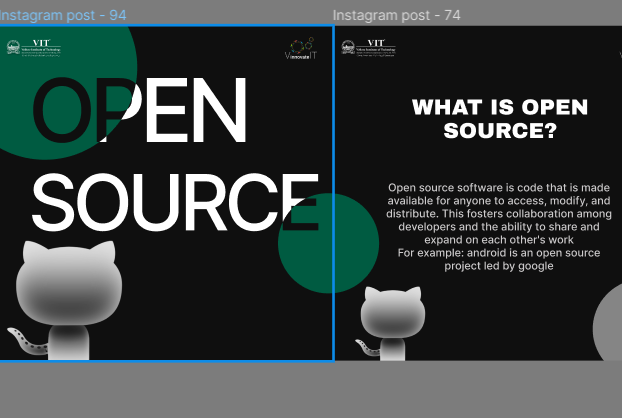 Instagram post - 94
Instagram post - 74
VIT
Vellore Institute of Technology
VinnovateIT
VIT
Vellore Institute of Technology
OPEN
SOURCE
WHAT IS OPEN
SOURCE?
Open source software is code that is made
available for anyone to access, modify, and
distribute. This fosters collaboration among
developers and the ability to share and
expand on each other's work
For example: android is an open source
project led by google